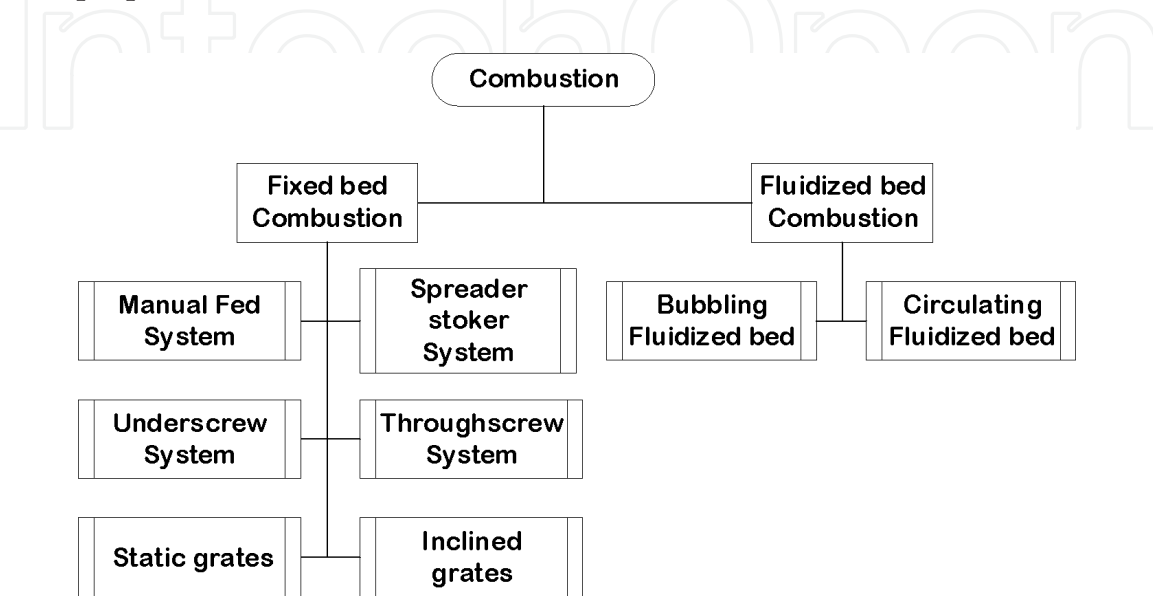 IntechOpen
Combustion
Fixed bed
Combustion
Fluidized bed
Combustion
Manual Fed
System
Spreader
stoker
System
Bubbling
Fluidized bed
Circulating
Fluidized bed
Underscrew
System
Throughscrew
System
Static grates
Inclined
grates